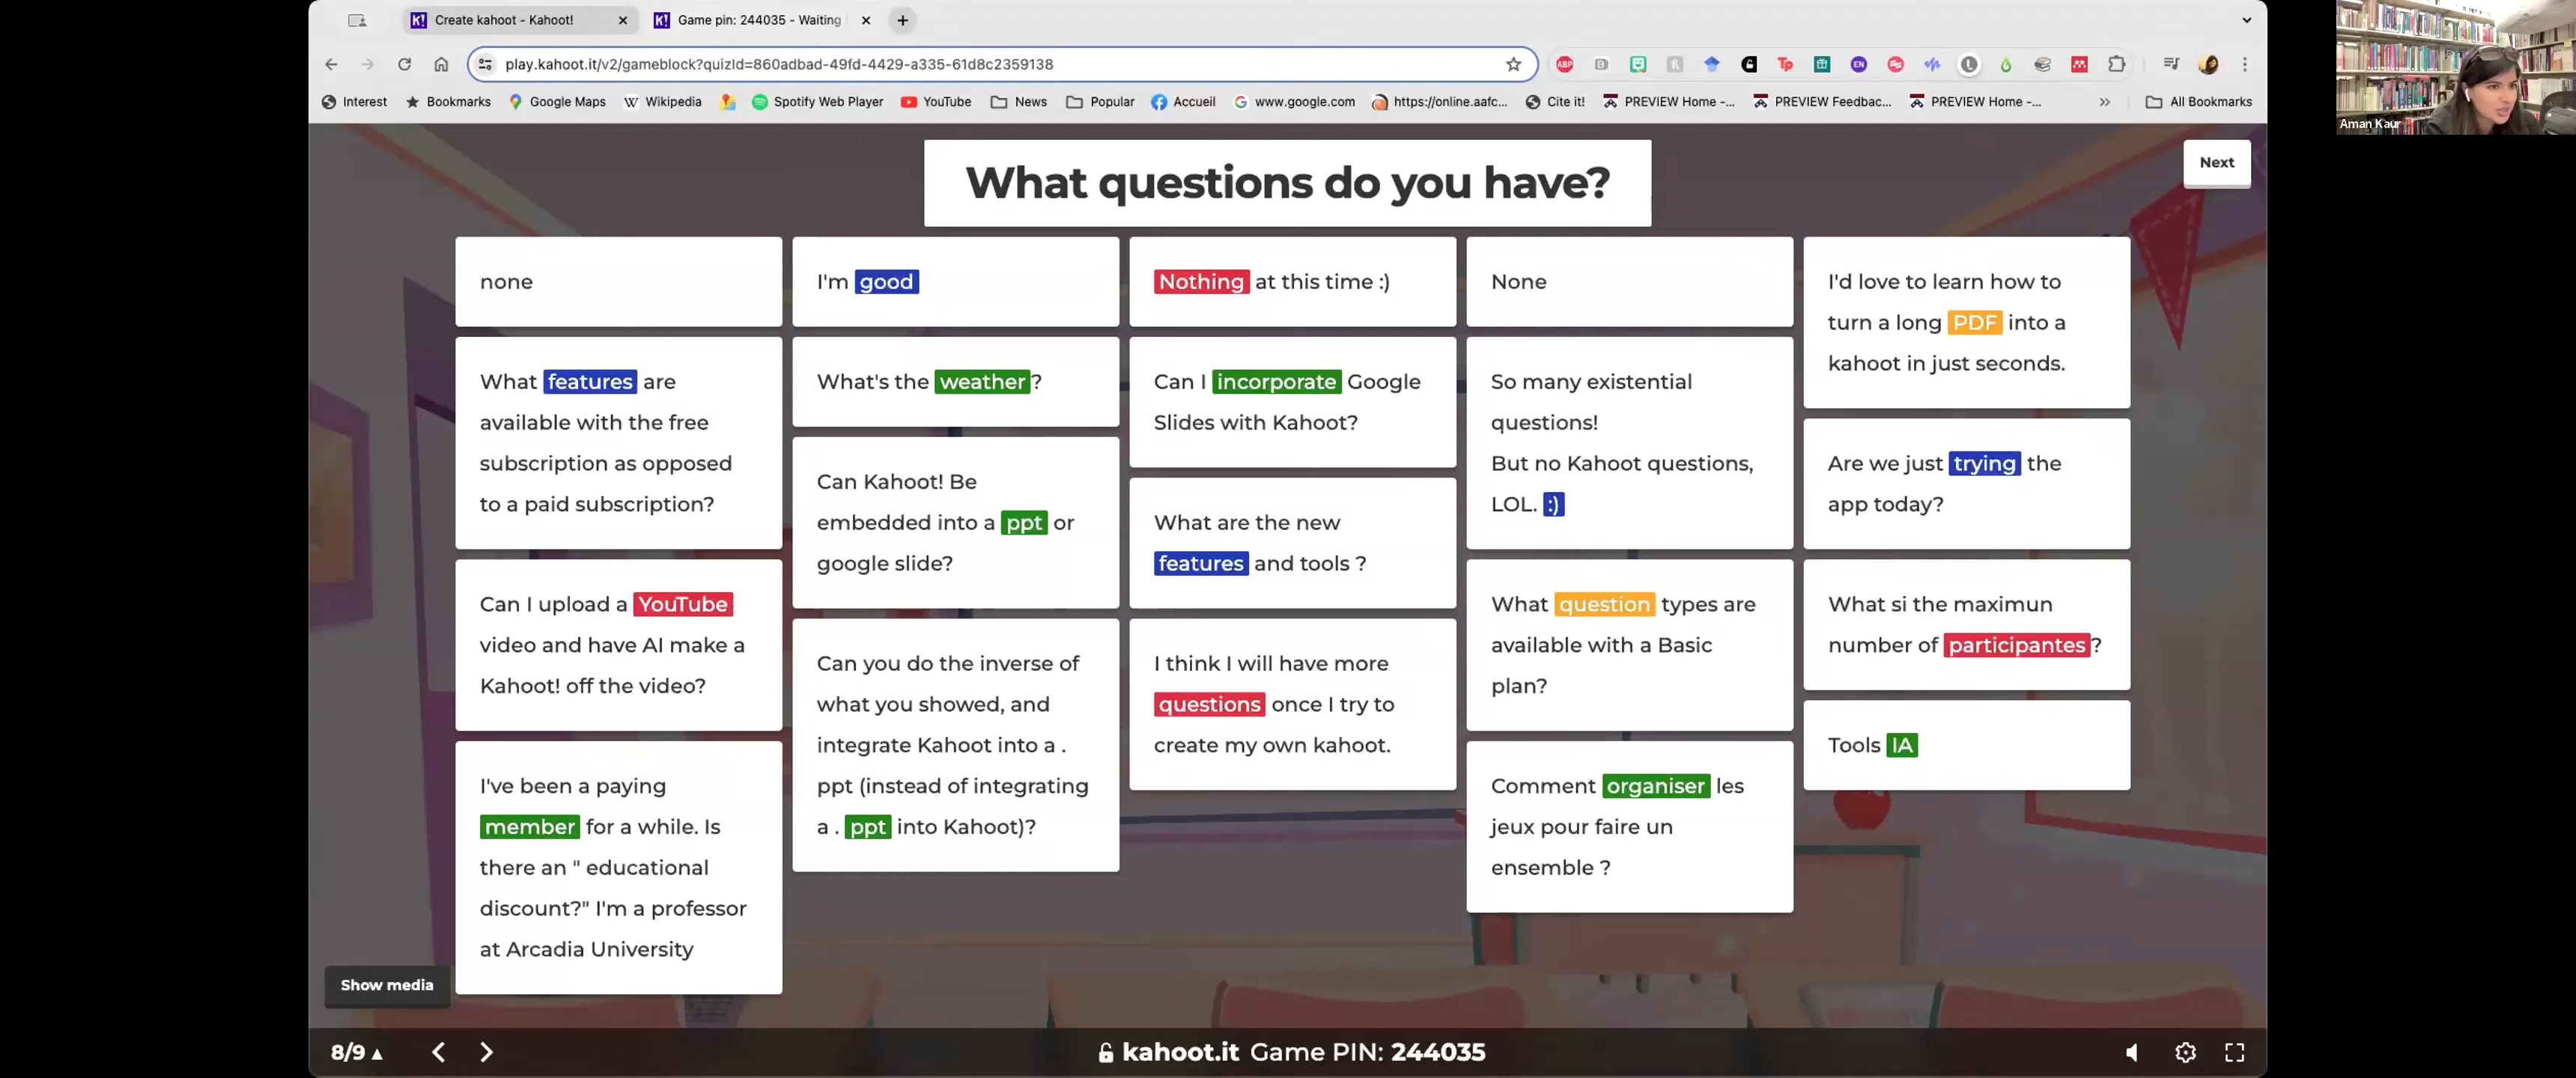 Create kahoot - Kahoot!
Game pin: 244035 - Waiting
play.kahoot.it/v2/gameblock?quizId=860adbad-49fd-4429-a335-61d8c2359138
Interest
Bookmarks
Google Maps
Wikipedia
Spotify Web Player
YouTube
News
Popular
Accueil
www.google.com
https://online.aafc...
Cite it!
PREVIEW Home -...
PREVIEW Feedbac...
PREVIEW Home -...
All Bookmarks
Aman Kaur
What questions do you have?
Next
none
What features are
available with the free
subscription as opposed
to a paid subscription?
Can I upload a YouTube
video and have AI make a
Kahoot! off the video?
I've been a paying
member for a while. Is
there an " educational
discount?" I'm a professor
at Arcadia University
I'm good
What's the weather?
Can Kahoot! Be
embedded into a ppt or
google slide?
Can you do the inverse of
what you showed, and
integrate Kahoot into a .
ppt (instead of integrating
a . ppt into Kahoot)?
Nothing at this time :)
Can I incorporate Google
Slides with Kahoot?
What are the new
features and tools ?
I think I will have more
questions once I try to
create my own kahoot.
None
So many existential
questions!
But no Kahoot questions,
LOL. :)
What question types are
available with a Basic
plan?
Comment organiser les
jeux pour faire un
ensemble ?
I'd love to learn how to
turn a long PDF into a
kahoot in just seconds.
Are we just trying the
app today?
What si the maximun
number of participantes?
Tools IA
Show media
8/9
kahoot.it Game PIN: 244035